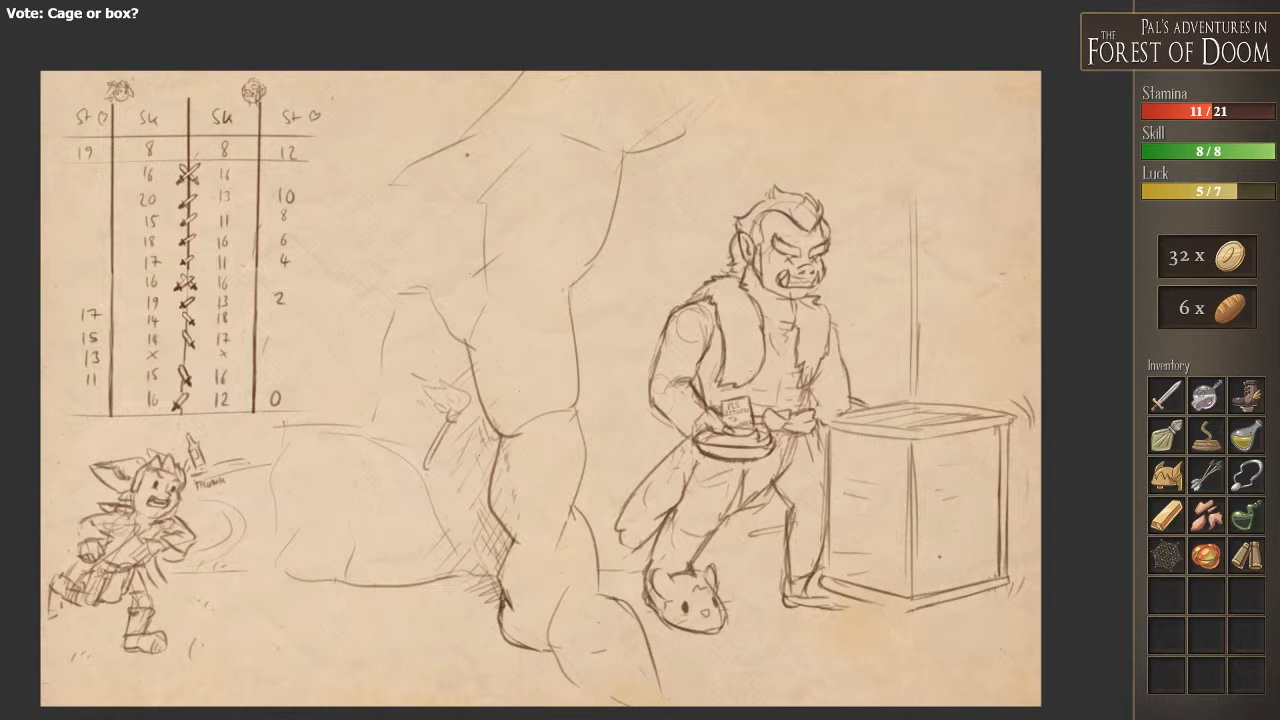 Vote: Cage or box?
PAL'S ADVENTURES IN
THE
FOREST OF DOOM
Stamina
11 / 21
Skill
8 / 8
Luck
5 / 7
32 x
6 x
Inventory
St Sk Sk St
19 8 8 12
16 16
20 13 10
15 11 8
18 16 6
17 11 4
16 16
19 13 2
17 14 18
15 14 17
13 x x
11 15 16
16 12 0